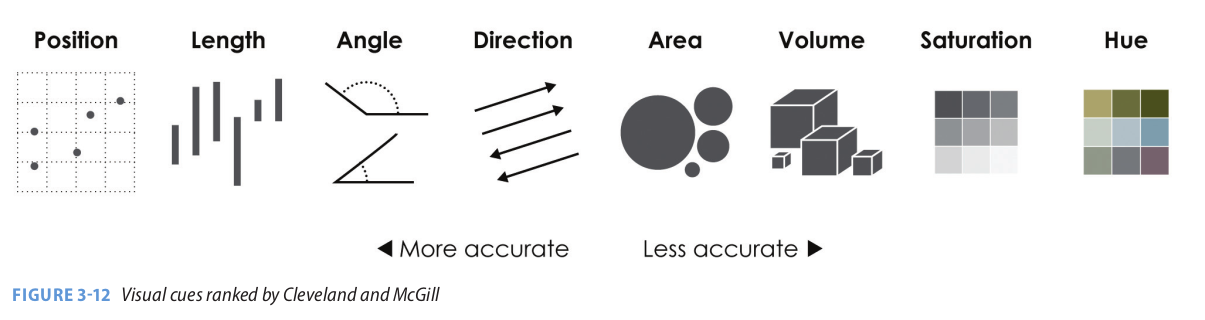 Position Length Angle Direction Area Volume Saturation Hue
◀ More accurate Less accurate ▶
FIGURE 3-12 Visual cues ranked by Cleveland and McGill